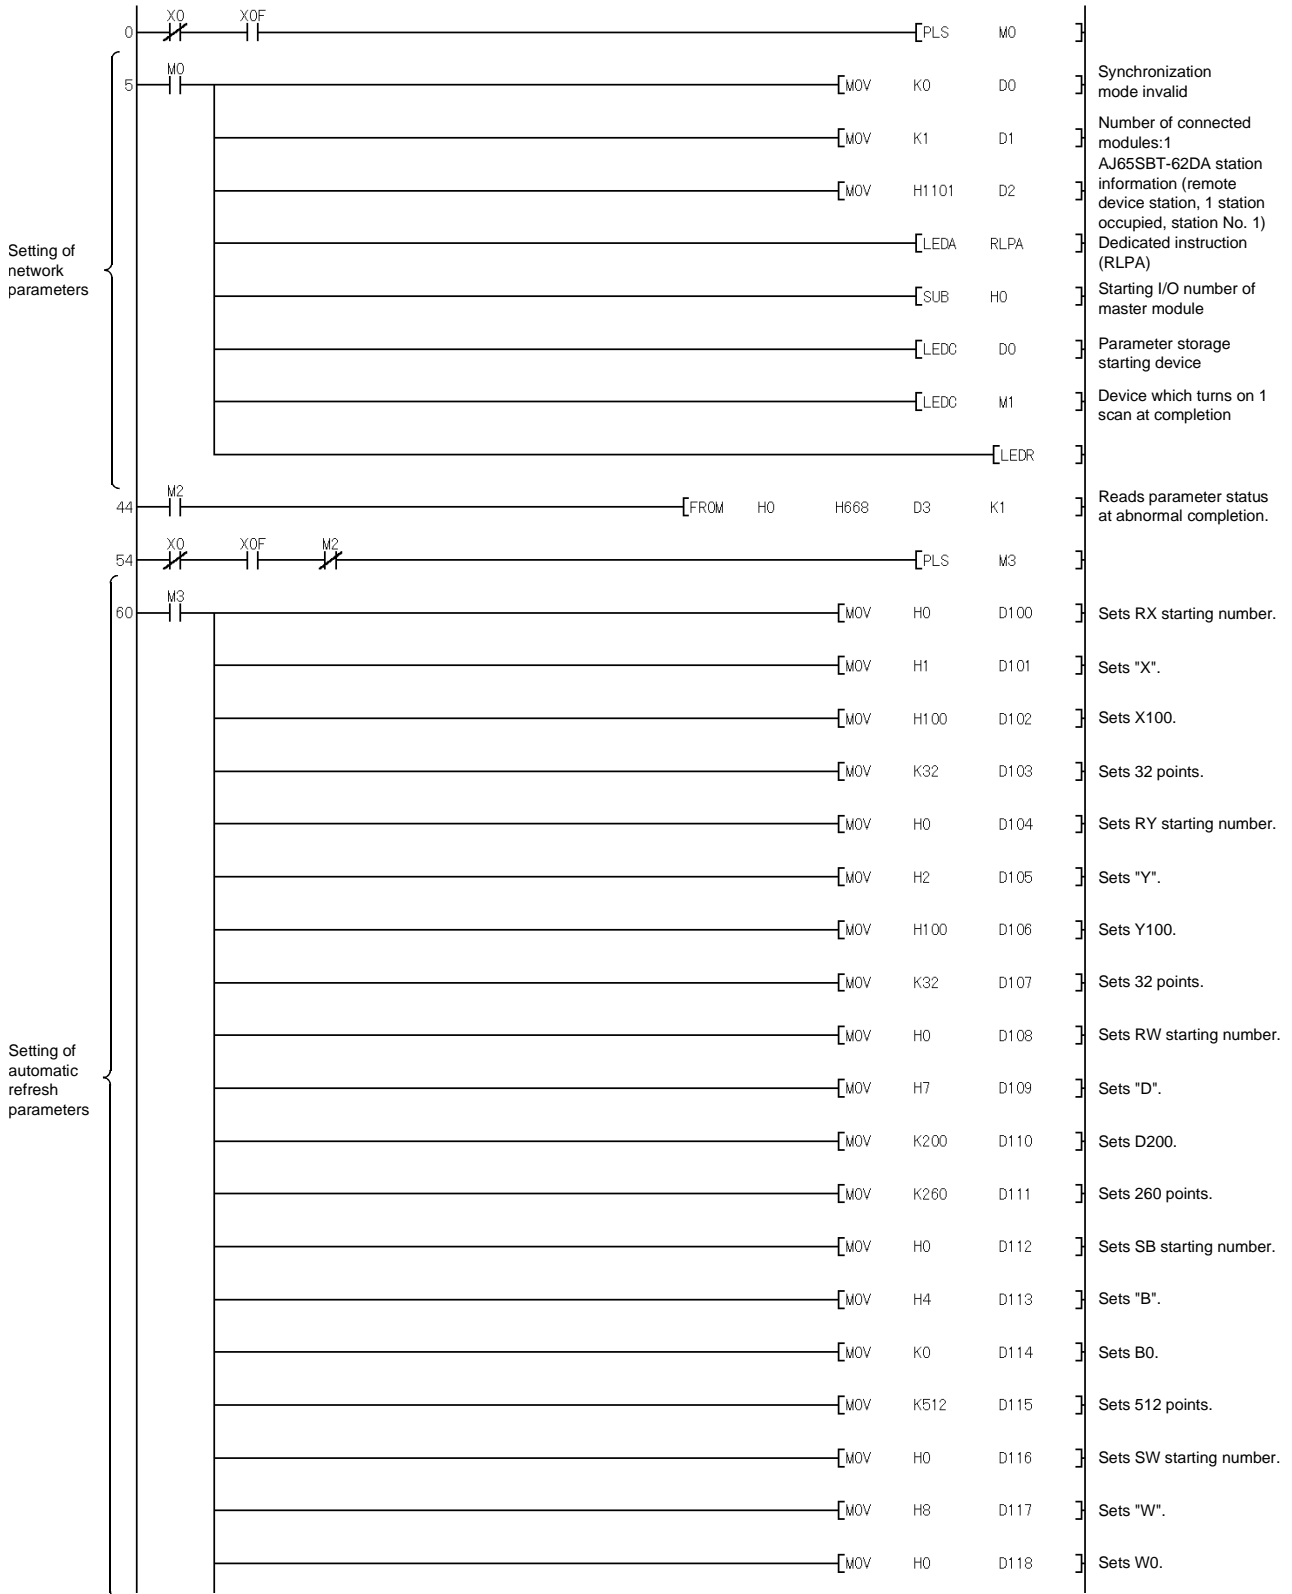 X0 X0F
0 PLS M0
M0
5 MOV K0 D0 Synchronization
mode invalid
MOV K1 D1 Number of connected
modules:1
MOV H1101 D2 AJ65SBT-62DA station
information (remote
device station, 1 station
occupied, station No. 1)
LEDA RLPA Dedicated instruction
(RLPA)
Setting of
network
parameters
SUB H0 Starting I/O number of
master module
LEDC D0 Parameter storage
starting device
LEDC M1 Device which turns on 1
scan at completion
LEDR
M2
44 FROM H0 H668 D3 K1 Reads parameter status
at abnormal completion.
X0 X0F M2
54 PLS M3
M3
60 MOV H0 D100 Sets RX starting number.
MOV H1 D101 Sets "X".
MOV H100 D102 Sets X100.
MOV K32 D103 Sets 32 points.
MOV H0 D104 Sets RY starting number.
MOV H2 D105 Sets "Y".
MOV H100 D106 Sets Y100.
MOV K32 D107 Sets 32 points.
MOV H0 D108 Sets RW starting number.
Setting of
automatic
refresh
parameters
MOV H7 D109 Sets "D".
MOV K200 D110 Sets D200.
MOV K260 D111 Sets 260 points.
MOV H0 D112 Sets SB starting number.
MOV H4 D113 Sets "B".
MOV K0 D114 Sets B0.
MOV K512 D115 Sets 512 points.
MOV H0 D116 Sets SW starting number.
MOV H8 D117 Sets "W".
MOV H0 D118 Sets W0.